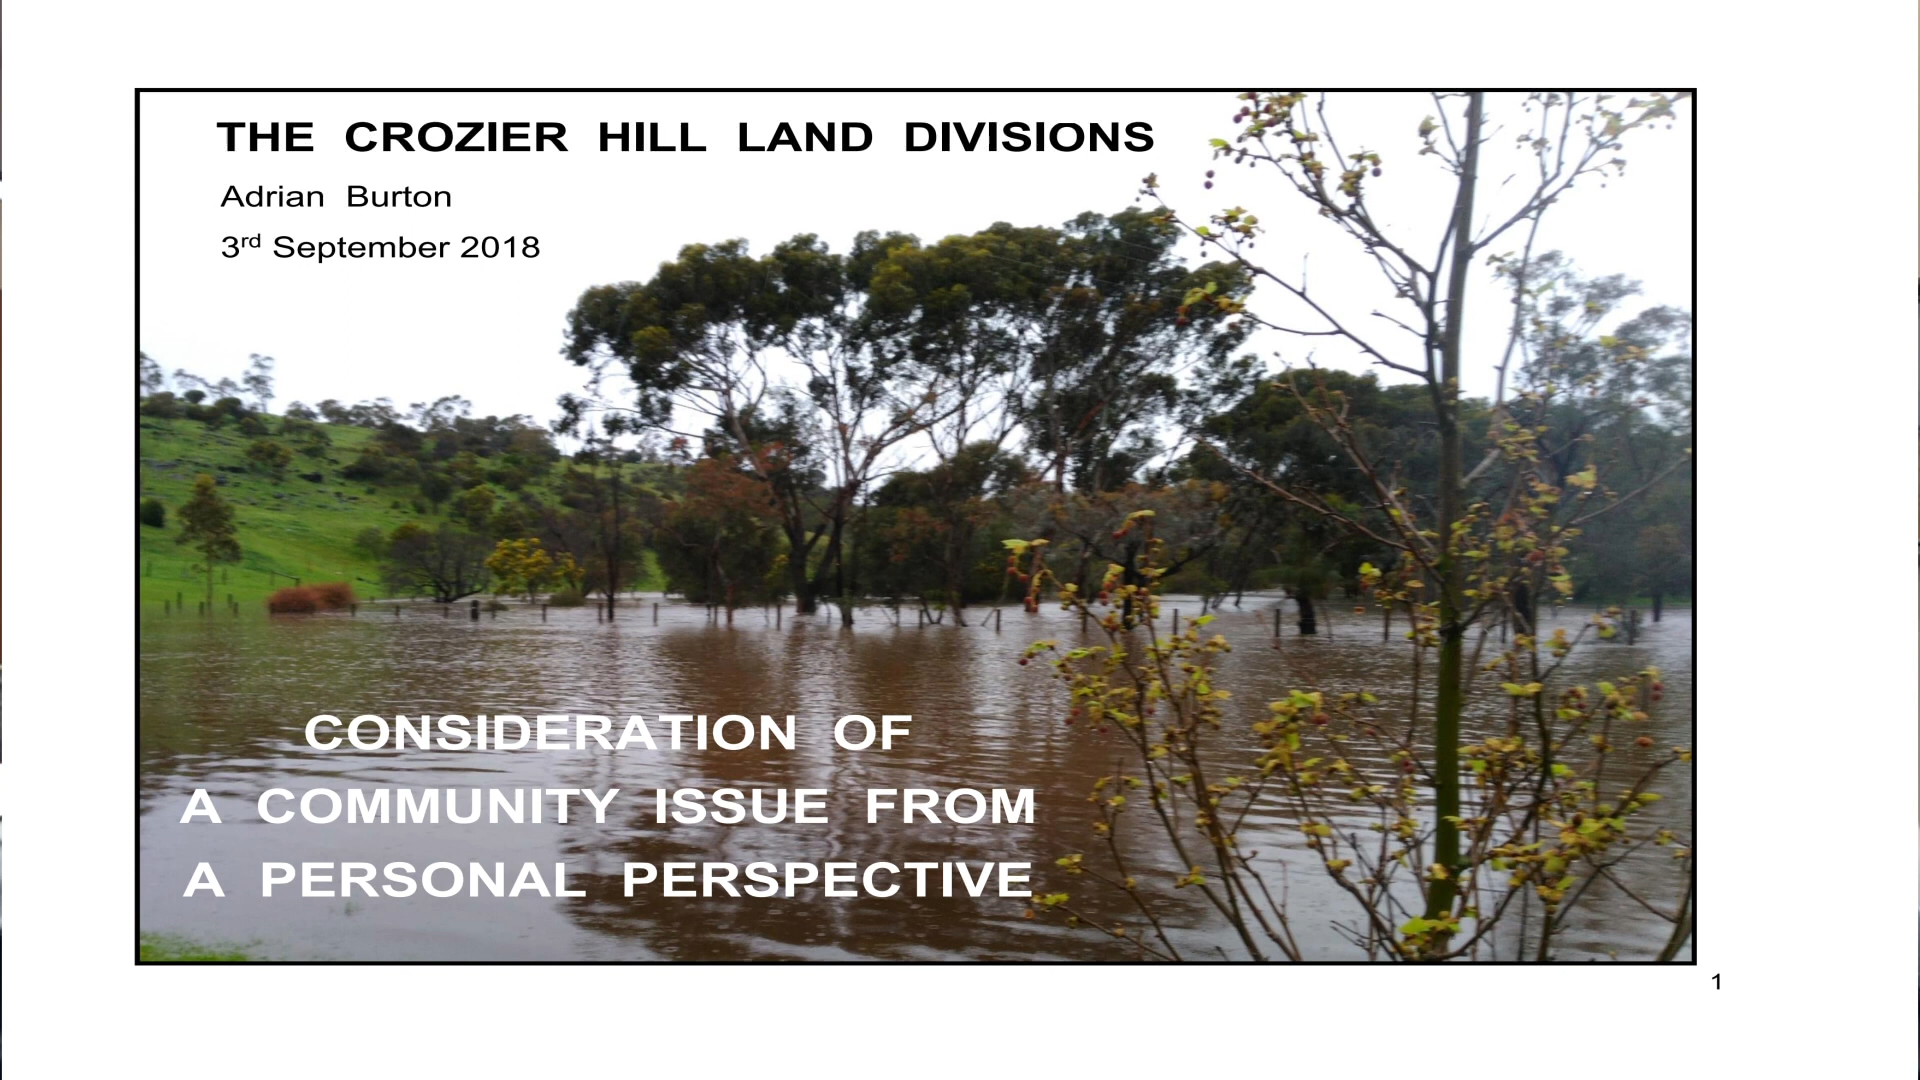 THE CROZIER HILL LAND DIVISIONS
Adrian Burton
3rd September 2018
CONSIDERATION OF
A COMMUNITY ISSUE FROM
A PERSONAL PERSPECTIVE
1